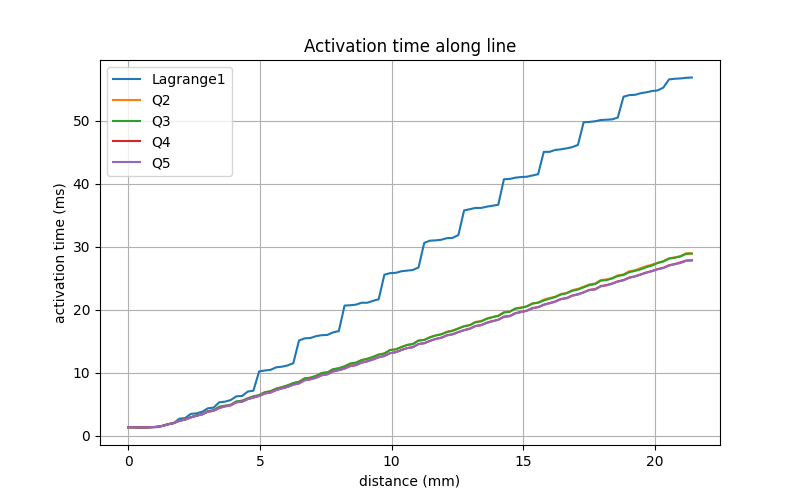 Activation time along line
Lagrange1
Q2
Q3
Q4
Q5
activation time (ms)
50
40
30
20
10
0
0 5 10 15 20
distance (mm)